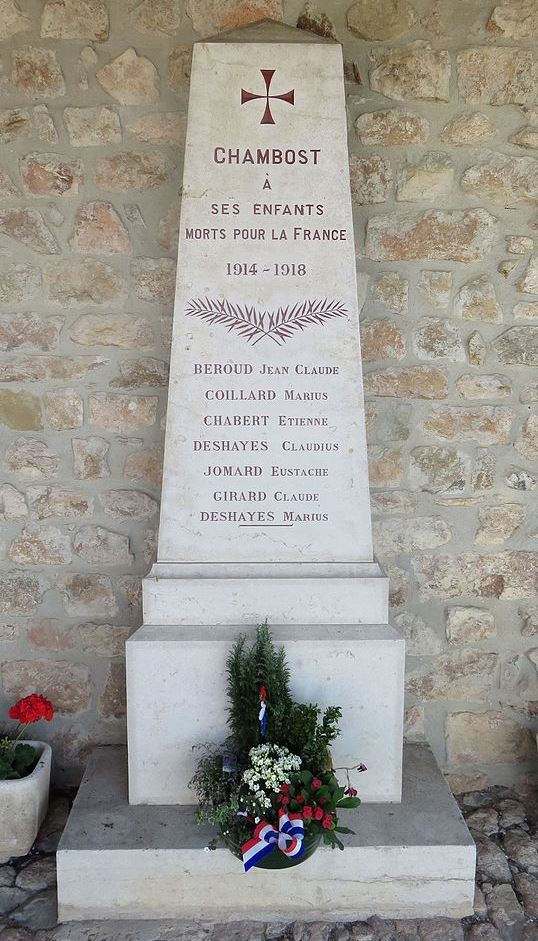 CHAMBOST
À
SES ENFANTS
MORTS POUR LA FRANCE
1914-1918
BEROUD JEAN CLAUDE
COILLARD MARIUS
CHABERT ETIENNE
DESHAYES CLAUDIUS
JOMARD EUSTACHE
GIRARD CLAUDE
DESHAYES MARIUS